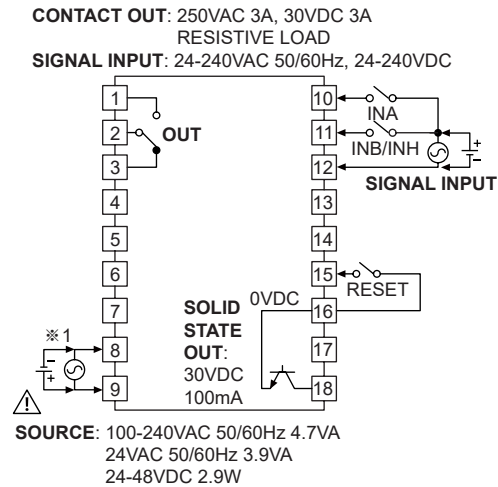 CONTACT OUT: 250VAC 3A, 30VDC 3A
RESISTIVE LOAD
SIGNAL INPUT: 24-240VAC 50/60Hz, 24-240VDC
1
2
3
4
5
6
7
8
9
OUT
10
11
12
13
14
15
16
17
18
INA
INB/INH
+
-
SIGNAL INPUT
RESET
0VDC
SOLID
STATE
OUT:
30VDC
100mA
※1
-
+
!
SOURCE: 100-240VAC 50/60Hz 4.7VA
24VAC 50/60Hz 3.9VA
24-48VDC 2.9W